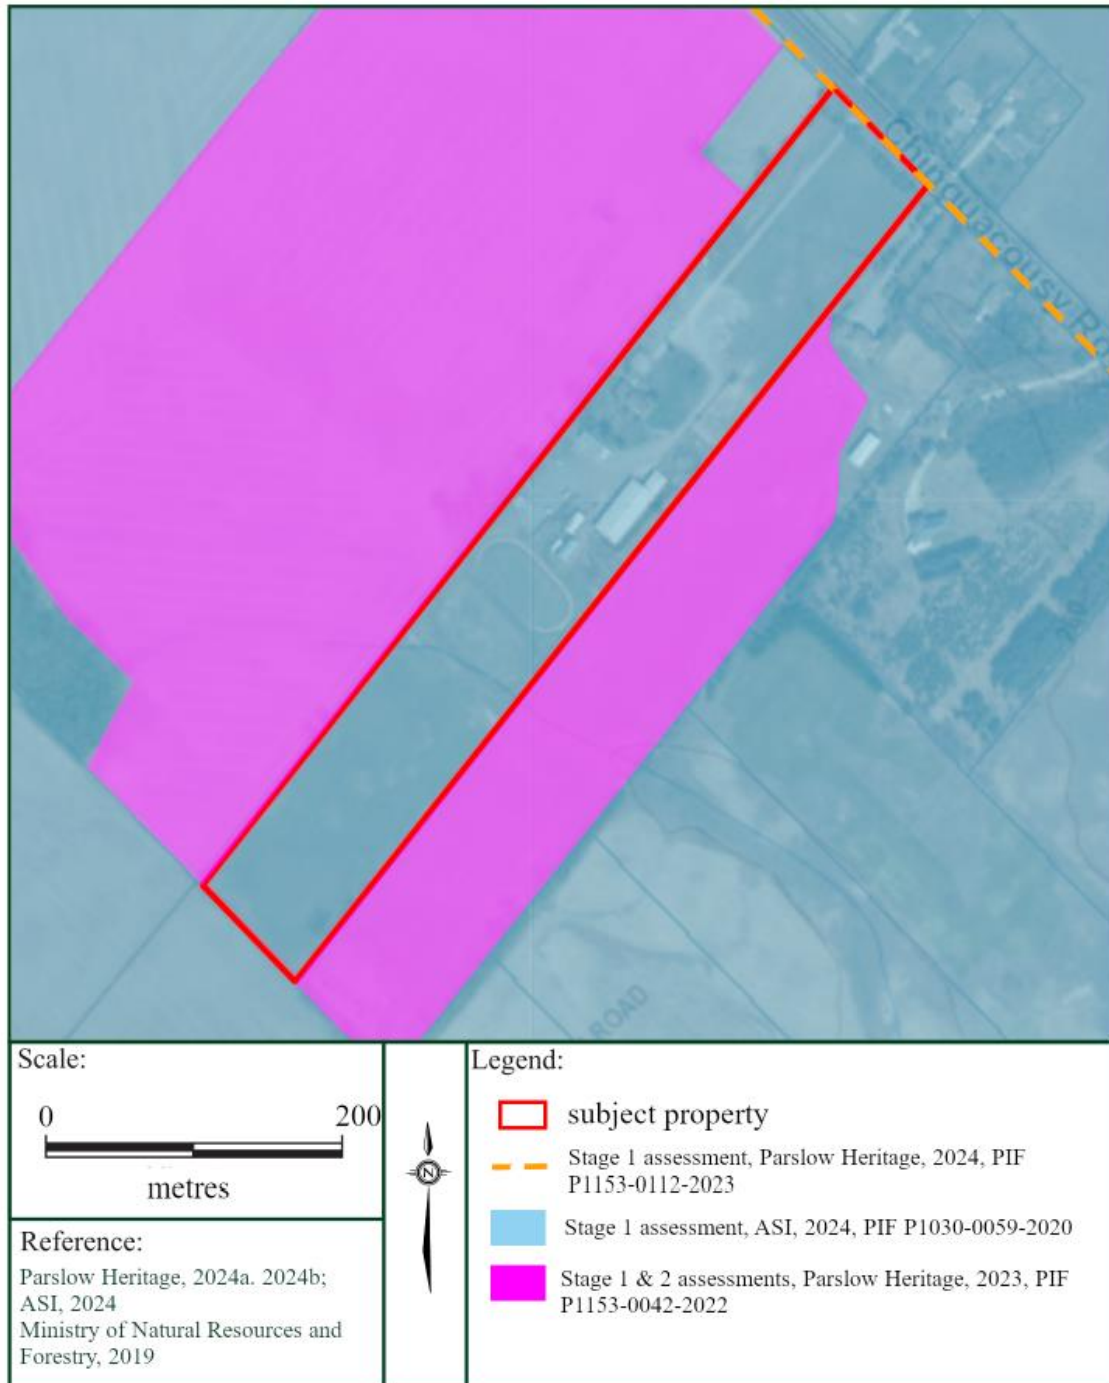 Chinguacousy Rd
ROAD
Scale:
0 200
metres
Reference:
Parslow Heritage, 2024a. 2024b;
ASI, 2024
Ministry of Natural Resources and
Forestry, 2019
N
Legend:
subject property
Stage 1 assessment, Parslow Heritage, 2024, PIF
P1153-0112-2023
Stage 1 assessment, ASI, 2024, PIF P1030-0059-2020
Stage 1 & 2 assessments, Parslow Heritage, 2023, PIF
P1153-0042-2022